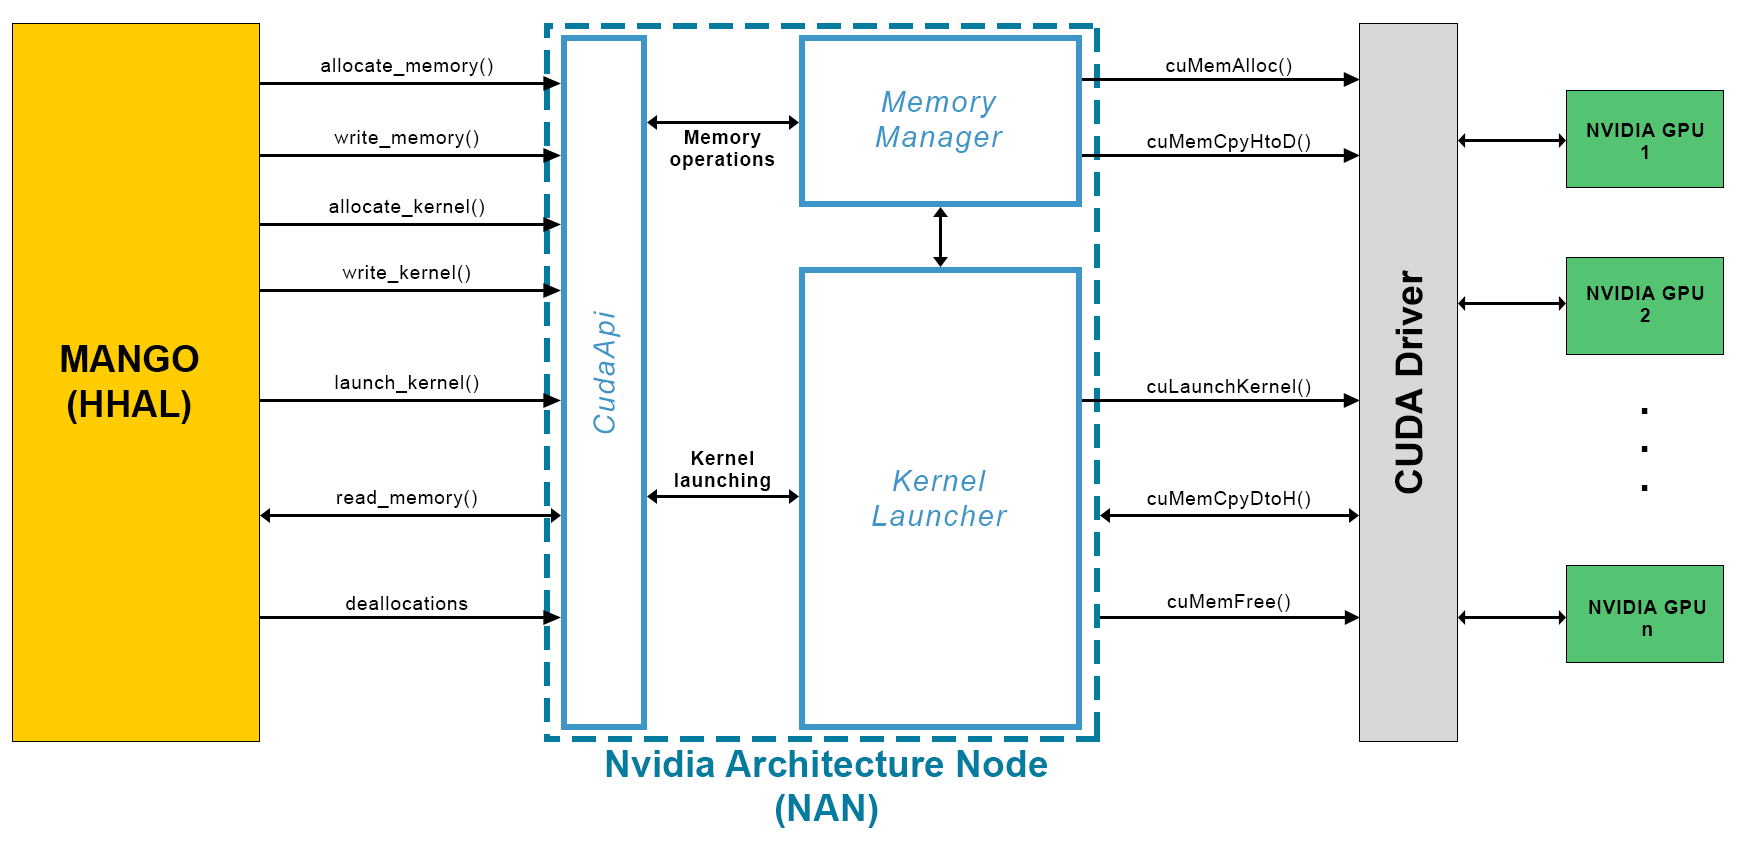 MANGO
(HHAL)
allocate_memory()
write_memory()
allocate_kernel()
write_kernel()
launch_kernel()
read_memory()
deallocations
CudaApi
Memory
operations
Kernel
launching
Memory
Manager
Kernel
Launcher
Nvidia Architecture Node
(NAN)
cuMemAlloc()
cuMemCpyHtoD()
cuLaunchKernel()
cuMemCpyDtoH()
cuMemFree()
CUDA Driver
NVIDIA GPU
1
NVIDIA GPU
2
.
.
.
NVIDIA GPU
n